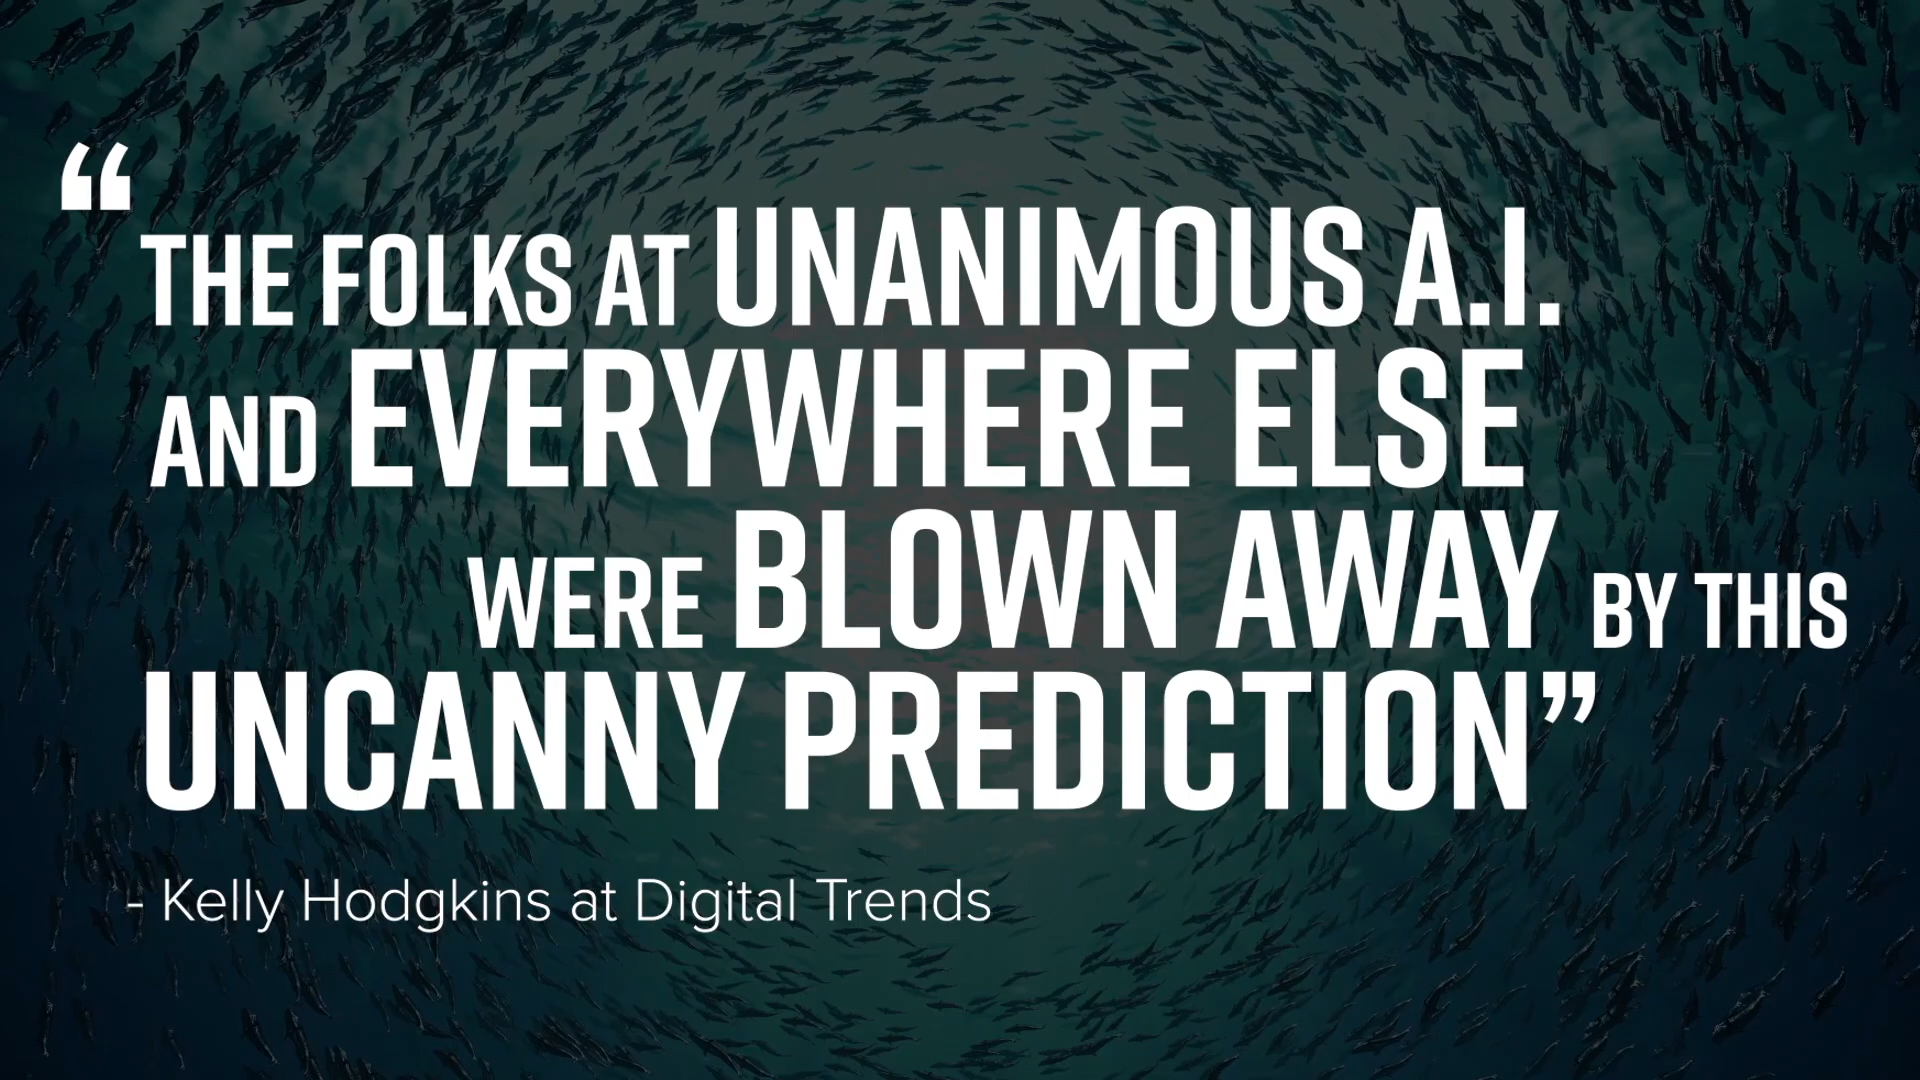 “
THE FOLKS AT UNANIMOUS A.I.
AND EVERYWHERE ELSE
WERE BLOWN AWAY BY THIS
UNCANNY PREDICTION”
- Kelly Hodgkins at Digital Trends